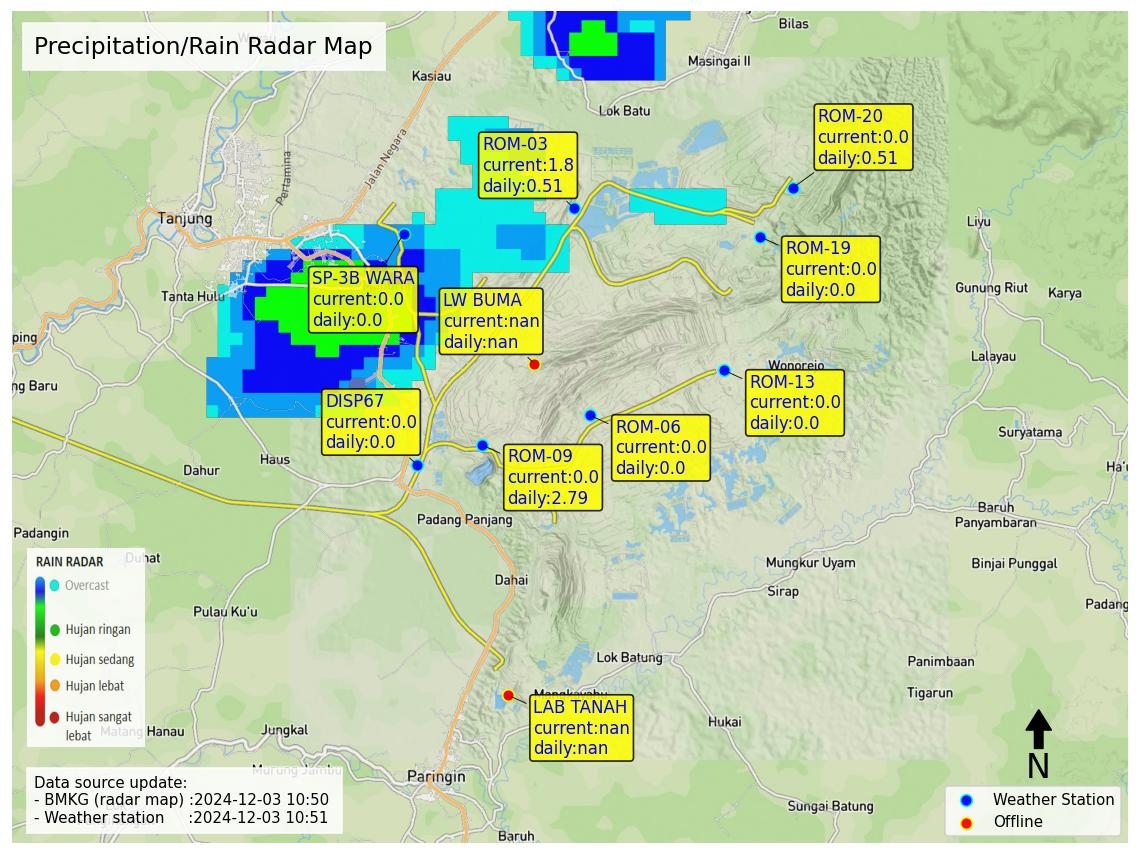 Precipitation/Rain Radar Map
Bilas
Masingai II
Kasiau
Lok Batu
Jalan Negara
Pertamina
Tanjung
ROM-20
current:0.0
daily:0.51
ROM-03
current:1.8
daily:0.51
Liyu
ROM-19
current:0.0
daily:0.0
SP-3B WARA
current:0.0
daily:0.0
Tanta Hulu
LW BUMA
current:nan
daily:nan
Gunung Riut
Karya
ping
Lalayau
Wonorejo
ng Baru
ROM-13
current:0.0
daily:0.0
DISP67
current:0.0
daily:0.0
ROM-06
current:0.0
daily:0.0
Suryatama
Haus
Dahur
ROM-09
current:0.0
daily:2.79
Ha'u
Baruh
Panyambaran
Padang Panjang
Padangin
Duhat
Binjai Punggal
Mungkur Uyam
Dahai
Sirap
Padang
Pulau Ku'u
RAIN RADAR
Overcast
Hujan ringan
Hujan sedang
Hujan lebat
Hujan sangat
lebat
Lok Batung
Panimbaan
Tigarun
LAB TANAH
current:nan
daily:nan
Hukai
Manau
Jungkal
Murung Jambu
Paringin
N
Sungai Batung
Baruh
Data source update:
- BMKG (radar map) :2024-12-03 10:50
- Weather station :2024-12-03 10:51
Weather Station
Offline